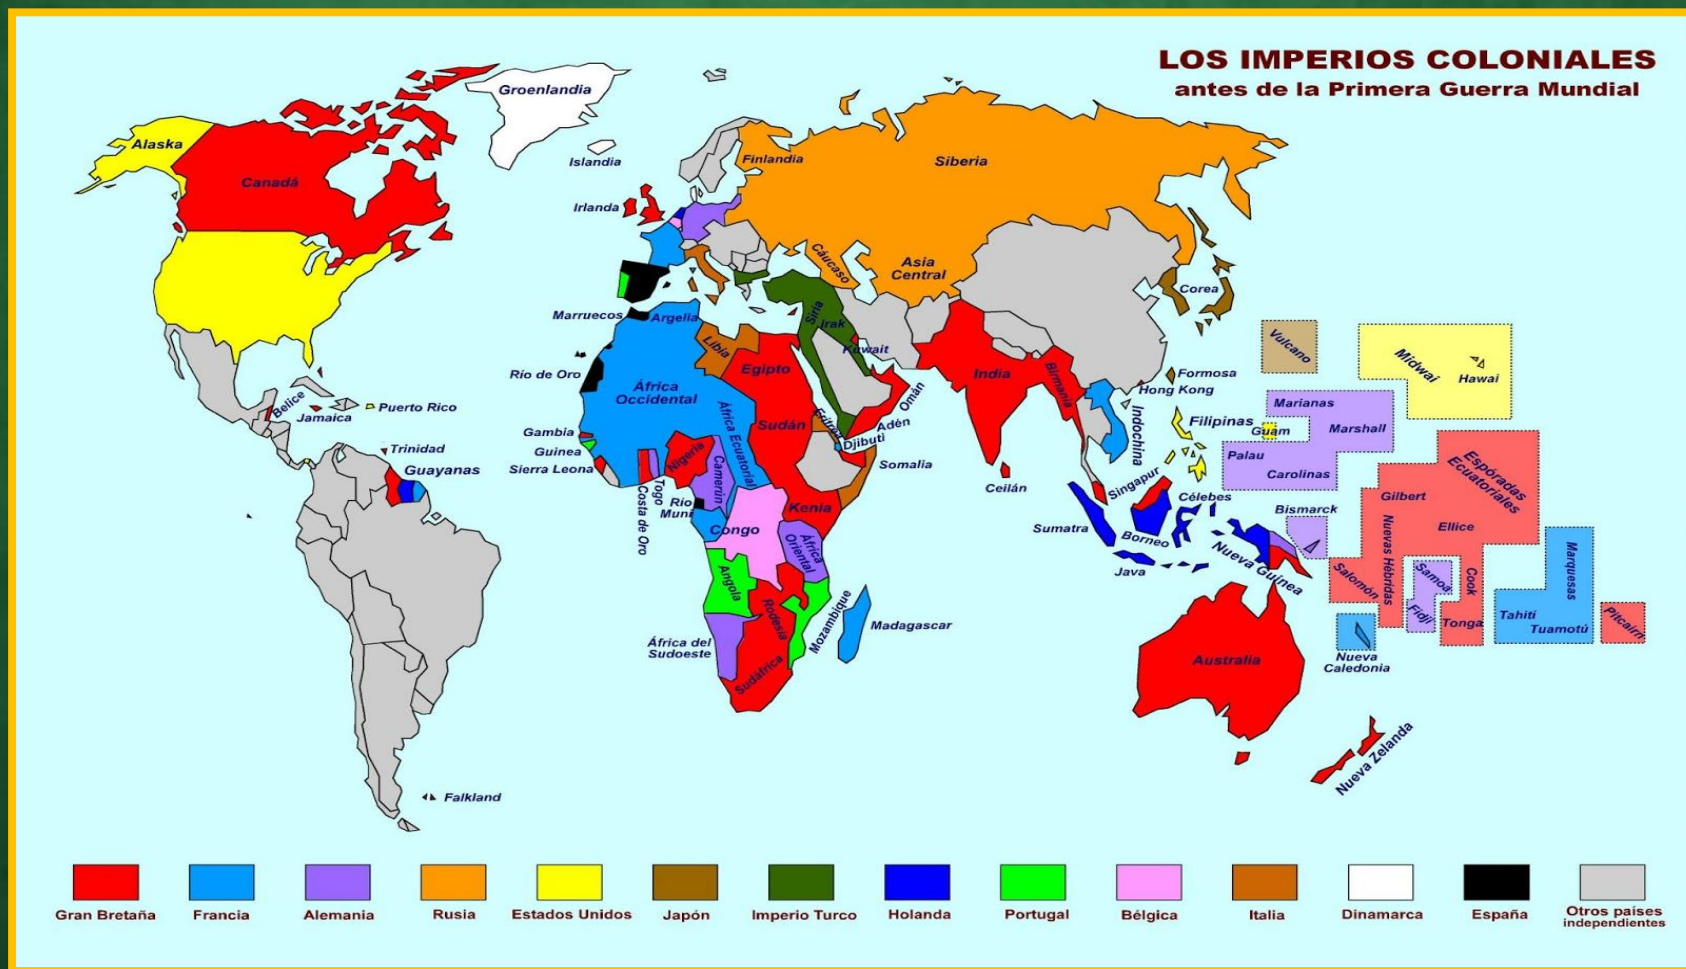 LOS IMPERIOS COLONIALES
antes de la Primera Guerra Mundial
Groenlandia
Alaska
Islandia
Finlandia
Siberia
Canadá
Irlanda
Cáucaso
Asia
Central
Corea
Marruecos
Argelia
Siria
Irak
Libia
Kuwait
Vulcano
Midwai
Hawai
Río de Oro
África
Occidental
Egipto
India
Birmania
Formosa
Hong Kong
Omán
Belice
Jamaica
Puerto Rico
Marianas
Gambia
Guinea
Sierra Leona
África Ecuatorial
Sudán
Eritrea
Adén
Djibuti
Indochina
Filipinas
Guam
Marshall
Trinidad
Guayanas
Nigeria
Camerún
Somalia
Palau
Carolinas
Espóradas
Ecuatoriales
Costa de Oro
Togo
Río
Muni
Congo
Kenia
Ceilán
Singapur
Célebes
Bismarck
Gilbert
Ellice
Sumatra
Borneo
Java
Nueva Guinea
África
Oriental
Angola
Rodesia
Mozambique
Madagascar
Salomón
Nuevas Hébridas
Samoa
Fidji
Cook
Tonga
Marquesas
Tahití
Tuamotú
Pitcairn
África del
Sudoeste
Sudáfrica
Australia
Nueva
Caledonia
Nueva Zelanda
Falkland
Gran Bretaña
Francia
Alemania
Rusia
Estados Unidos
Japón
Imperio Turco
Holanda
Portugal
Bélgica
Italia
Dinamarca
España
Otros países
independientes